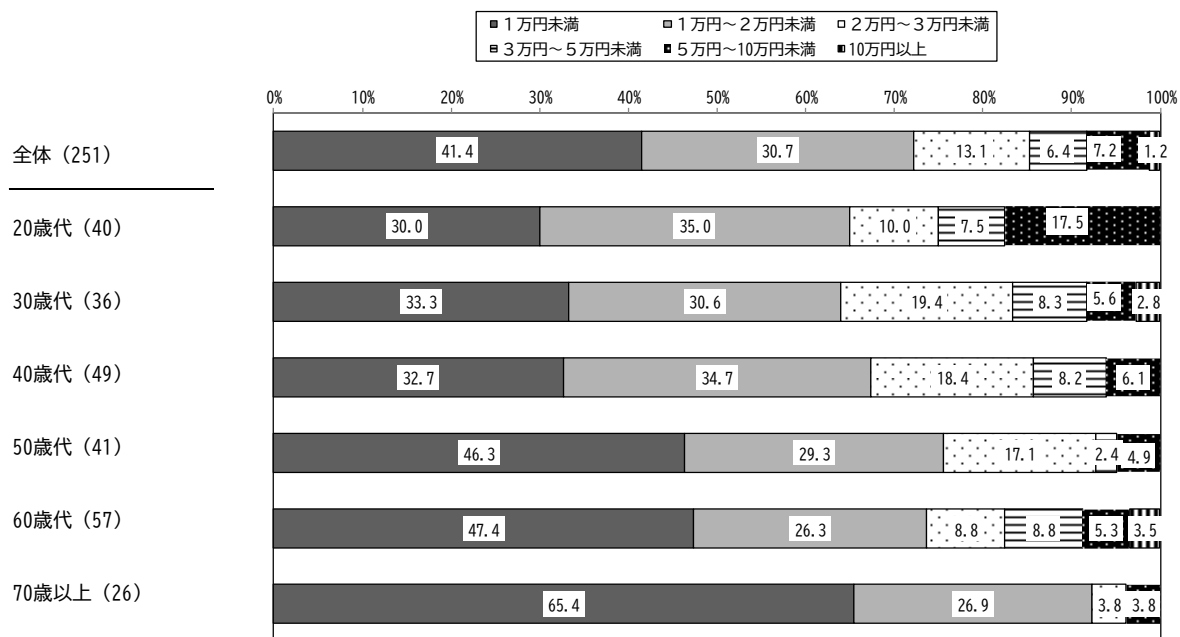 ■１万円未満 ■１万円～２万円未満 □２万円～３万円未満
３万円～５万円未満 ５万円～10万円未満 10万円以上
0% 10% 20% 30% 40% 50% 60% 70% 80% 90% 100%
全体（251） 41.4 30.7 13.1 6.4 7.2 1.2
20歳代（40） 30.0 35.0 10.0 7.5 17.5
30歳代（36） 33.3 30.6 19.4 8.3 5.6 2.8
40歳代（49） 32.7 34.7 18.4 8.2 6.1
50歳代（41） 46.3 29.3 17.1 2.4 4.9
60歳代（57） 47.4 26.3 8.8 8.8 5.3 3.5
70歳以上（26） 65.4 26.9 3.8 3.8